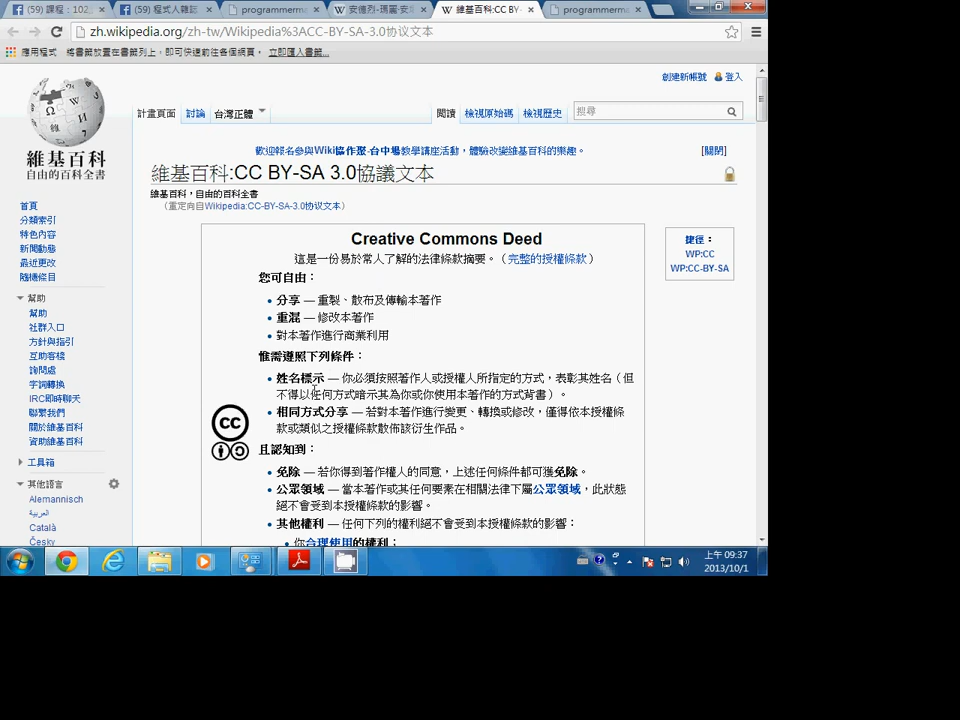 (59) 課程：102_
(59) 程式人雜誌
programmerma
安德烈-瑪麗·安培
維基百科:CC BY-
programmerma
zh.wikipedia.org/zh-tw/Wikipedia%3ACC-BY-SA-3.0协议文本
應用程式 將書籤放置在書籤列上，即可快速前往各個網頁。 立即匯入書籤...
創建新帳號 登入
計畫頁面 討論 台灣正體 閱讀 檢視原始碼 檢視歷史 搜尋
維基百科
自由的百科全書
歡迎報名參與Wiki協作聚-台中場教學講座活動，體驗改變維基百科的樂趣。 [關閉]
維基百科:CC BY-SA 3.0協議文本
維基百科，自由的百科全書
（重定向自Wikipedia:CC-BY-SA-3.0协议文本）
首頁
分類索引
特色內容
新聞動態
最近更改
隨機條目
幫助
幫助
社群入口
方針與指引
互助客棧
詢問處
字詞轉換
IRC即時聊天
聯繫我們
關於維基百科
資助維基百科
工具箱
其他語言
Alemannisch
العربية
Català
Česky
捷徑：
WP:CC
WP:CC-BY-SA
Creative Commons Deed
這是一份易於常人了解的法律條款摘要。（完整的授權條款）
您可自由：
• 分享 — 重製、散布及傳輸本著作
• 重混 — 修改本著作
• 對本著作進行商業利用
惟需遵照下列條件：
• 姓名標示 — 你必須按照著作人或授權人所指定的方式，表彰其姓名（但
不得以任何方式暗示其為你或你使用本著作的方式背書）。
• 相同方式分享 — 若對本著作進行變更、轉換或修改，僅得依本授權條
款或類似之授權條款散佈該衍生作品。
cc
且認知到：
• 免除 — 若你得到著作權人的同意，上述任何條件都可獲免除。
• 公眾領域 — 當本著作或其任何要素在相關法律下屬公眾領域，此狀態
絕不會受到本授權條款的影響。
• 其他權利 — 任何下列的權利絕不會受到本授權條款的影響：
• 你合理使用的權利；
上午 09:37
2013/10/1